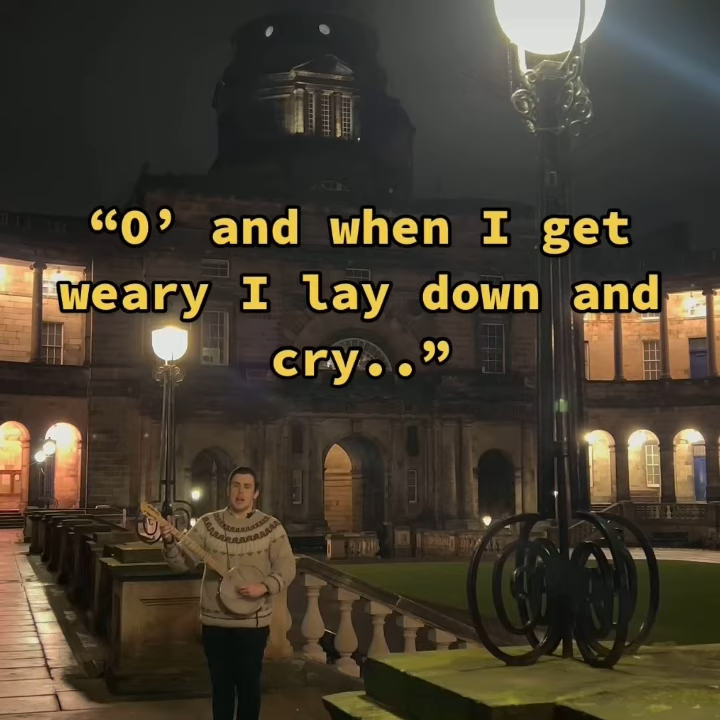 “O’ and when I get
weary I lay down and
cry..”